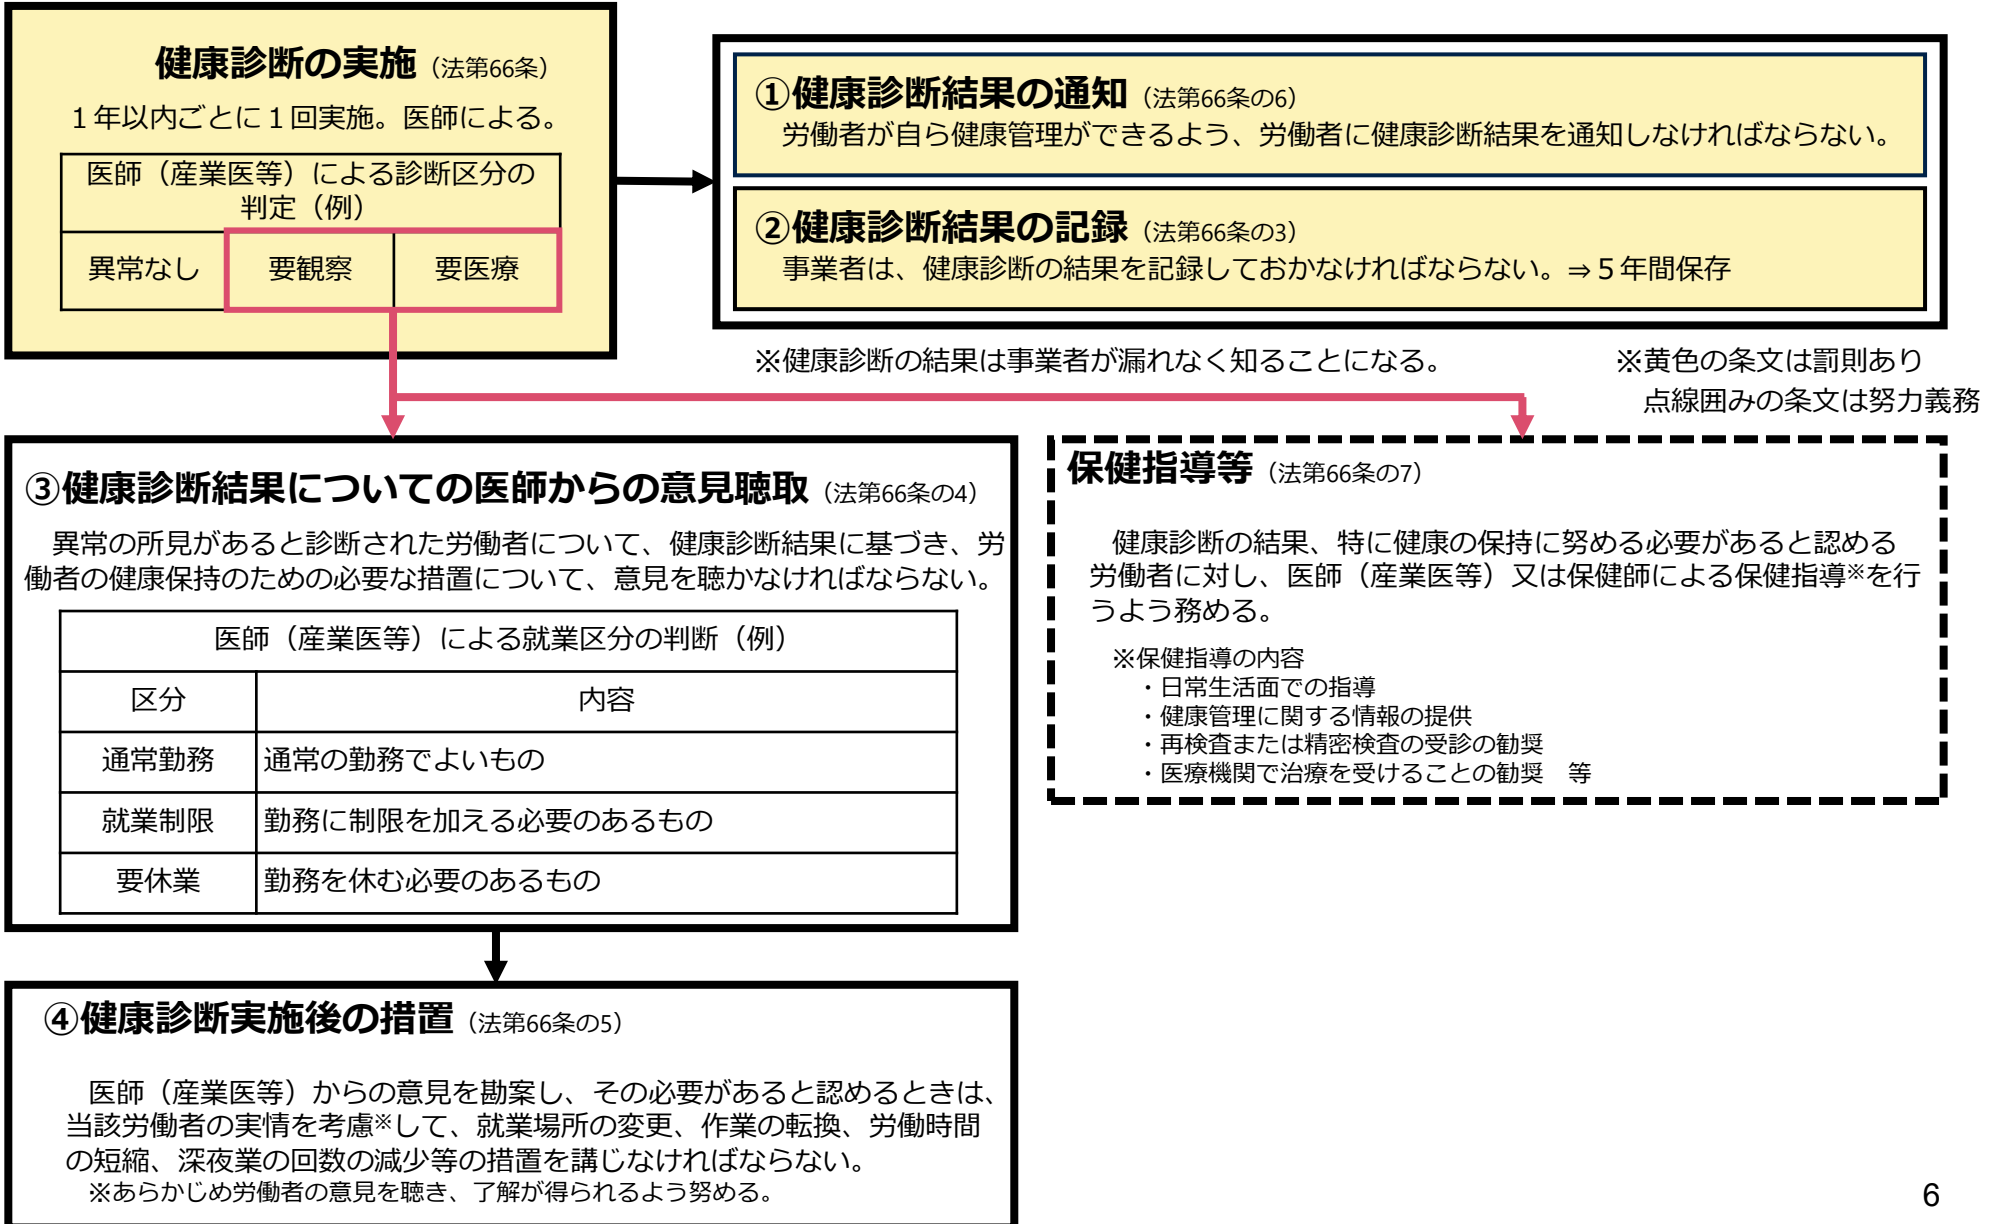 健康診断の実施（法第66条）
１年以内ごとに１回実施。医師による。
医師（産業医等）による診断区分の
判定（例）
異常なし　要観察　要医療
①健康診断結果の通知（法第66条の6）
労働者が自ら健康管理ができるよう、労働者に健康診断結果を通知しなければならない。
②健康診断結果の記録（法第66条の3）
事業者は、健康診断の結果を記録しておかなければならない。⇒５年間保存
※健康診断の結果は事業者が漏れなく知ることになる。
※黄色の条文は罰則あり
点線囲みの条文は努力義務
③健康診断結果についての医師からの意見聴取（法第66条の4）
異常の所見があると診断された労働者について、健康診断結果に基づき、労
働者の健康保持のための必要な措置について、意見を聴かなければならない。
医師（産業医等）による就業区分の判断（例）
区分　内容
通常勤務　通常の勤務でよいもの
就業制限　勤務に制限を加える必要のあるもの
要休業　勤務を休む必要のあるもの
保健指導等（法第66条の7）
健康診断の結果、特に健康の保持に努める必要があると認める
労働者に対し、医師（産業医等）又は保健師による保健指導※を行
うよう務める。
※保健指導の内容
・日常生活面での指導
・健康管理に関する情報の提供
・再検査または精密検査の受診の勧奨
・医療機関で治療を受けることの勧奨　等
④健康診断実施後の措置（法第66条の5）
医師（産業医等）からの意見を勘案し、その必要があると認めるときは、
当該労働者の実情を考慮※して、就業場所の変更、作業の転換、労働時間
の短縮、深夜業の回数の減少等の措置を講じなければならない。
※あらかじめ労働者の意見を聴き、了解が得られるよう努める。
6